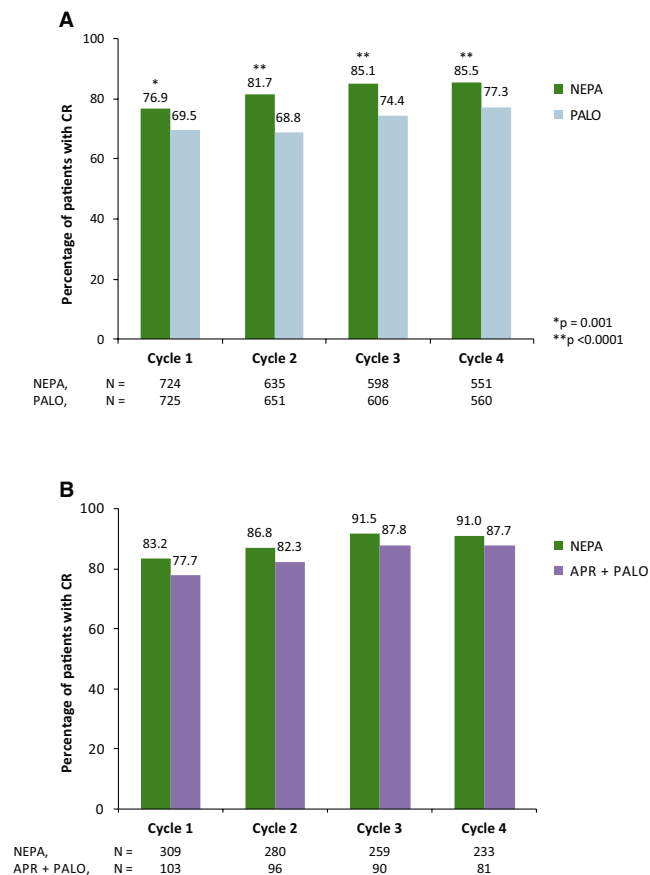 A
Percentage of patients with CR
100
80
60
40
20
0
* ** ** **
76.9 69.5 81.7 68.8 85.1 74.4 85.5 77.3
NEPA
PALO
*p = 0.001
**p <0.0001
Cycle 1 Cycle 2 Cycle 3 Cycle 4
NEPA, N = 724 635 598 551
PALO, N = 725 651 606 560
B
Percentage of patients with CR
100
80
60
40
20
0
83.2 77.7 86.8 82.3 91.5 87.8 91.0 87.7
NEPA
APR + PALO
Cycle 1 Cycle 2 Cycle 3 Cycle 4
NEPA, N = 309 280 259 233
APR + PALO, N = 103 96 90 81